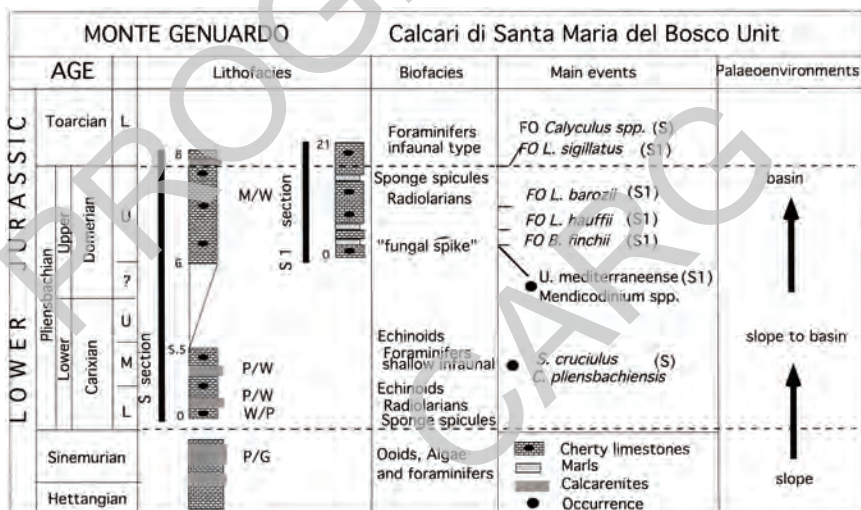 MONTE GENUARDO Calcari di Santa Maria del Bosco Unit
AGE Lithofacies Biofacies Main events Palaeoenvironments
LOWER JURASSIC
Toarcian L
Pliensbachian
Upper
Domerian
U
?
Lower
Carixian
U
M
L
Sinemurian
Hettangian
S section
8
6
5.5
0
M/W
P/W
P/W
W/P
P/G
S1 section
21
0
Foraminifers
infaunal type
Sponge spicules
Radiolarians
"fungal spike"
Echinoids
Foraminifers
shallow infaunal
Echinoids
Radiolarians
Sponge spicules
Ooids, Algae
and foraminifers
FO Calyculus spp. (S)
FO L. sigillatus (S1)
FO L. barozii (S1)
FO L. hauffii (S1)
FO B. finchii (S1)
U. mediterraneense (S1)
Mendicodinium spp.
S. cruciulus (S)
C. pliensbachiensis
Cherty limestones
Marls
Calcarenites
Occurrence
basin
slope to basin
slope
PROG
CARG